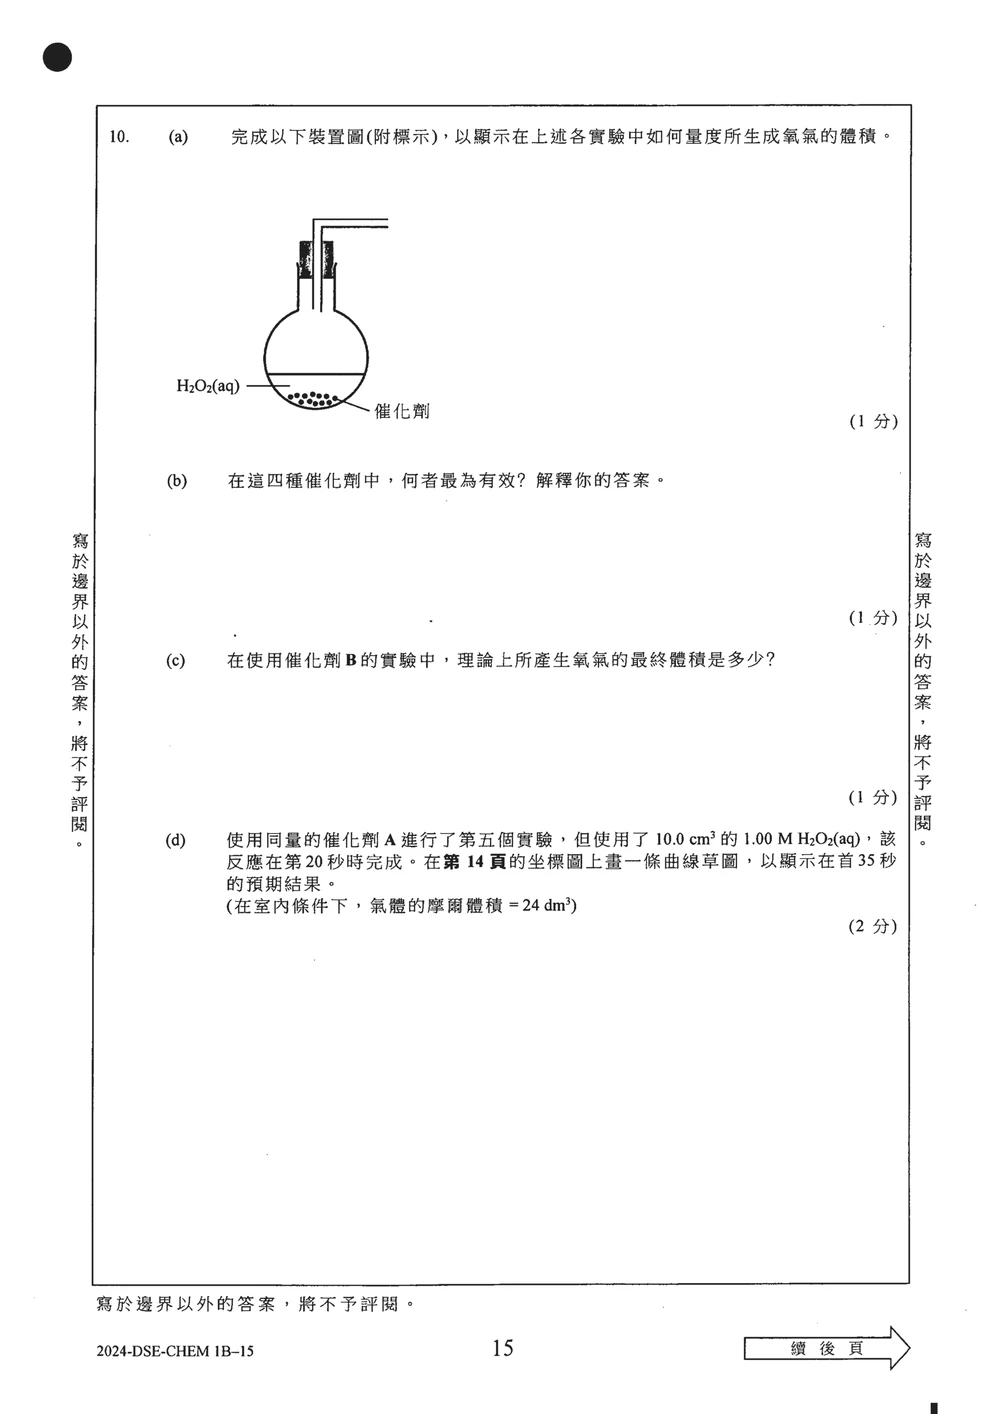 10. (a) 完成以下裝置圖(附標示)，以顯示在上述各實驗中如何量度所生成氧氣的體積。
H2O2(aq)
催化劑
(1 分)
(b) 在這四種催化劑中，何者最為有效? 解釋你的答案。
(1 分)
(c) 在使用催化劑 B 的實驗中，理論上所產生氧氣的最終體積是多少?
(1 分)
(d) 使用同量的催化劑 A 進行了第五個實驗，但使用了 10.0 cm³ 的 1.00 M H2O2(aq)，該
反應在第 20 秒時完成。在第 14 頁的坐標圖上畫一條曲線草圖，以顯示在首 35 秒
的預期結果。
(在室內條件下，氣體的摩爾體積 = 24 dm³)
(2 分)
寫於邊界以外的答案，將不予評閱。
寫於邊界以外的答案，將不予評閱。
寫於邊界以外的答案，將不予評閱。
2024-DSE-CHEM 1B–15
15
續後頁